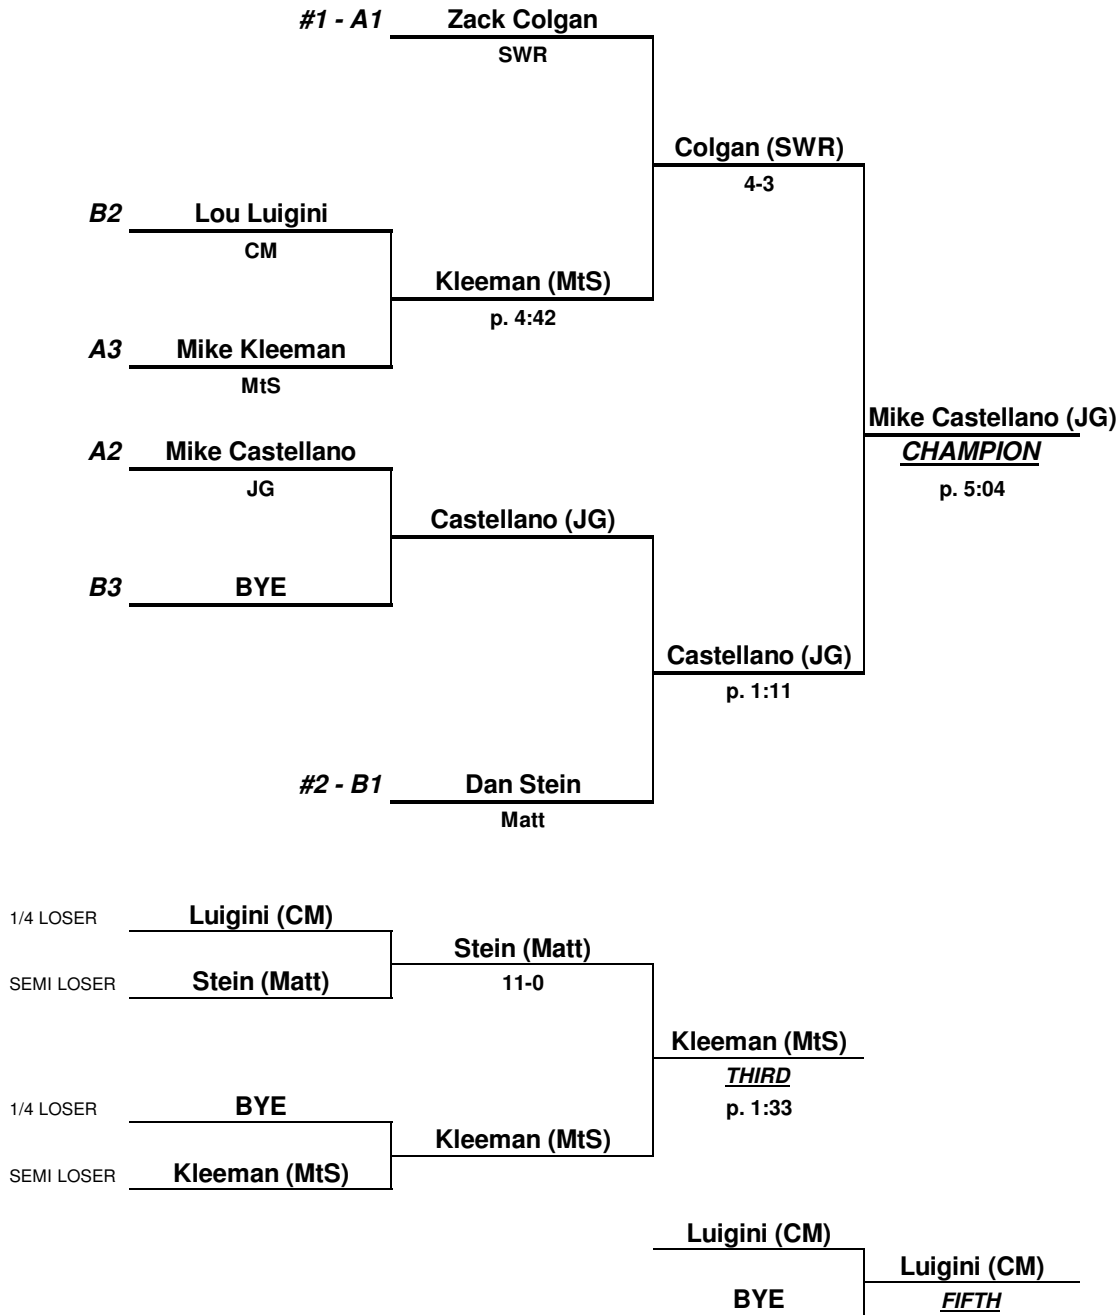 #1 - A1 Zack Colgan
SWR
Colgan (SWR)
4-3
B2 Lou Luigini
CM
Kleeman (MtS)
p. 4:42
A3 Mike Kleeman
MtS
Mike Castellano (JG)
CHAMPION
p. 5:04
A2 Mike Castellano
JG
Castellano (JG)
B3 BYE
Castellano (JG)
p. 1:11
#2 - B1 Dan Stein
Matt
1/4 LOSER Luigini (CM)
Stein (Matt)
11-0
SEMI LOSER Stein (Matt)
Kleeman (MtS)
THIRD
p. 1:33
1/4 LOSER BYE
Kleeman (MtS)
SEMI LOSER Kleeman (MtS)
Luigini (CM)
Luigini (CM)
FIFTH
BYE